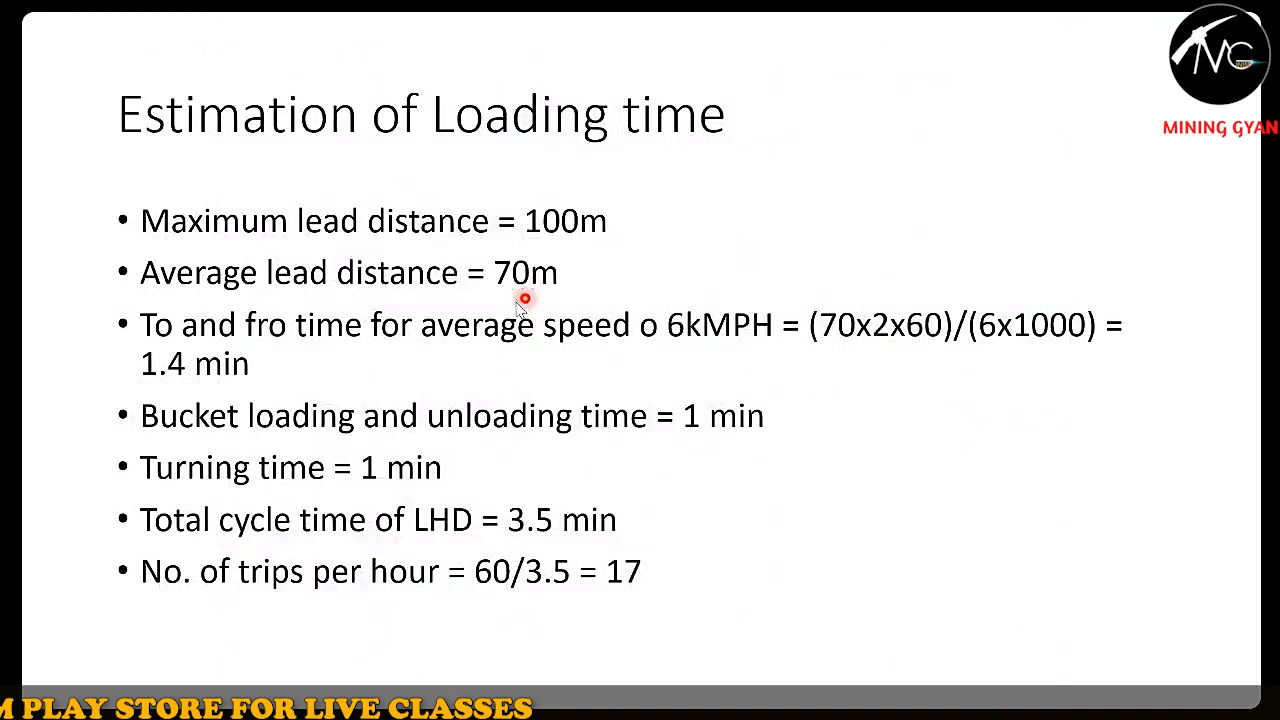 Estimation of Loading time
MG
MINING GYAN
• Maximum lead distance = 100m
• Average lead distance = 70m
• To and fro time for average speed o 6kMPH = (70x2x60)/(6x1000) =
1.4 min
• Bucket loading and unloading time = 1 min
• Turning time = 1 min
• Total cycle time of LHD = 3.5 min
• No. of trips per hour = 60/3.5 = 17
M PLAY STORE FOR LIVE CLASSES